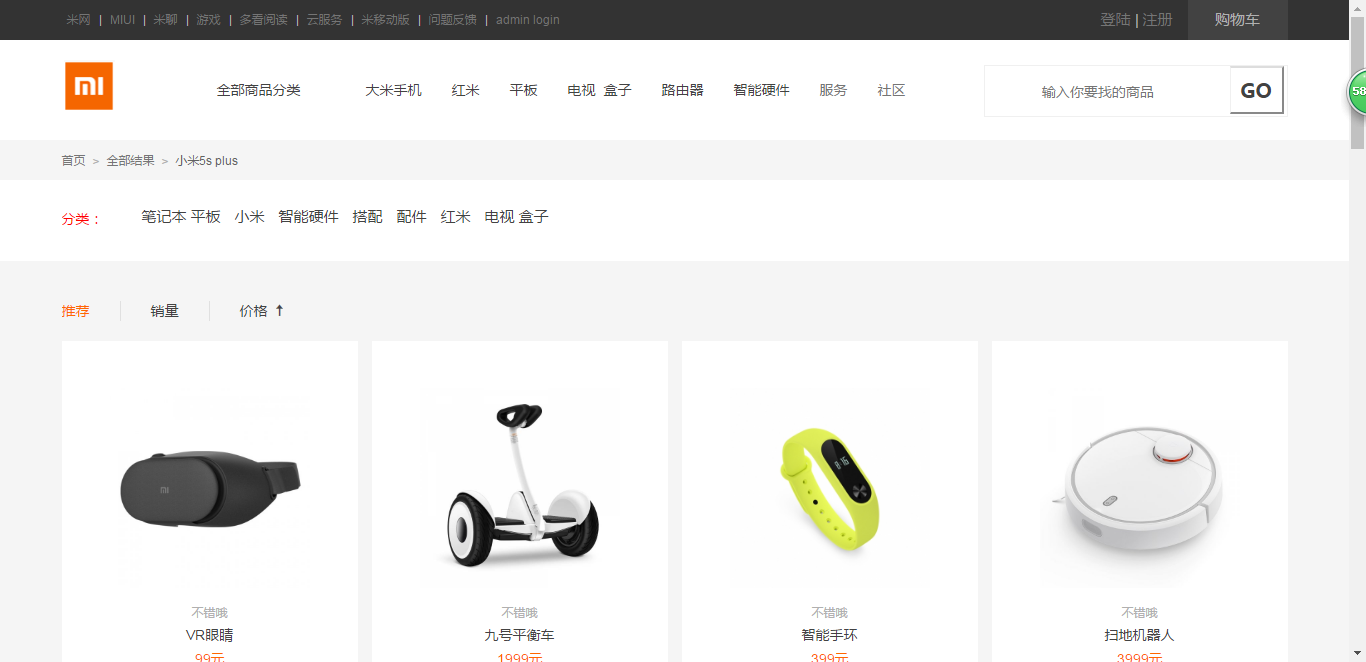 米网 | MIUI | 米聊 | 游戏 | 多看阅读 | 云服务 | 米移动版 | 问题反馈 | admin login 登陆 | 注册 购物车
mi 全部商品分类 大米手机 红米 平板 电视 盒子 路由器 智能硬件 服务 社区 输入你要找的商品 GO
58
首页 > 全部结果 > 小米5s plus
分类: 笔记本 平板 小米 智能硬件 搭配 配件 红米 电视 盒子
推荐 销量 价格 ↑
mi
不错哦 不错哦 不错哦 不错哦
VR眼睛 九号平衡车 智能手环 扫地机器人
99元 1999元 399元 3999元